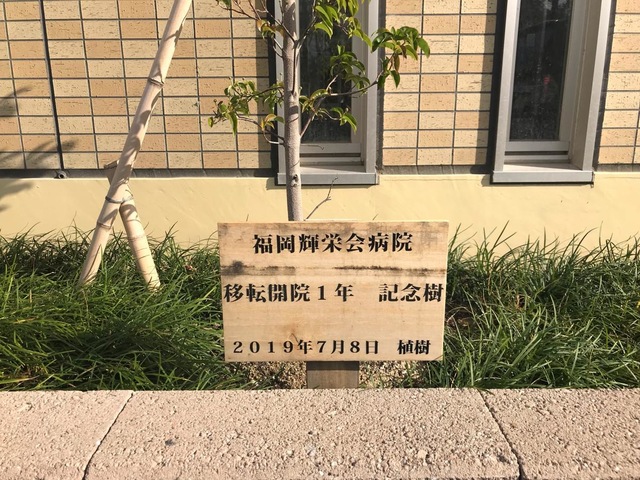 福岡輝栄会病院
移転開院１年　記念樹
２０１９年７月８日　植樹